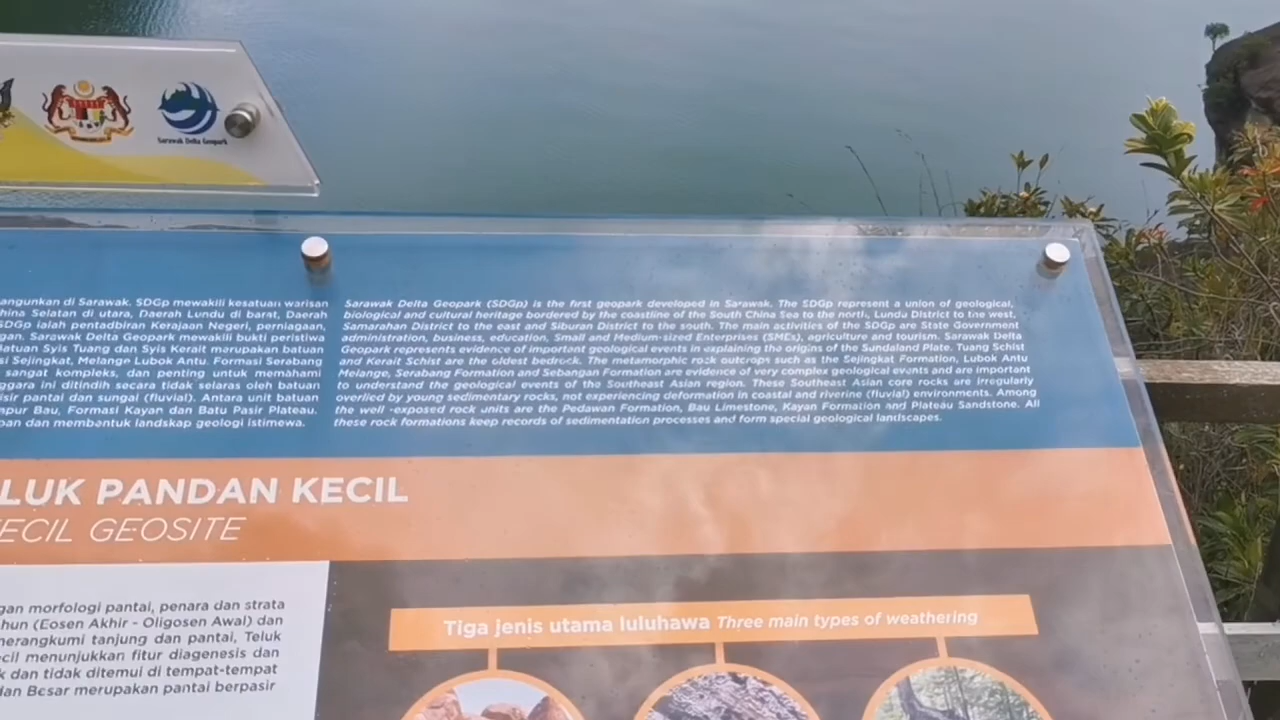 Sarawak Delta Geopark
angunkan di Sarawak. SDGp mewakili kesatuan warisan
hina Selatan di utara, Daerah Lundu di barat, Daerah
SDGp ialah pentadbiran Kerajaan Negeri, perniagaan,
gan. Sarawak Delta Geopark mewakili bukti peristiwa
Batuan Syis Tuang dan Syis Kerait merupakan batuan
si Sejingkat, Melange Lubok Antu, Formasi Serabang
sangat kompleks, dan penting untuk memahami
ggara ini ditindih secara tidak selaras oleh batuan
isir pantai dan sungai (fluvial). Antara unit batuan
apur Bau, Formasi Kayan dan Batu Pasir Plateau.
pan dan membentuk landskap geologi istimewa.
Sarawak Delta Geopark (SDGp) is the first geopark developed in Sarawak. The SDGp represent a union of geological,
biological and cultural heritage bordered by the coastline of the South China Sea to the north, Lundu District to the west,
Samarahan District to the east and Siburan District to the south. The main activities of the SDGp are State Government
administration, business, education, Small and Medium-sized Enterprises (SMEs), agriculture and tourism. Sarawak Delta
Geopark represents evidence of important geological events in explaining the origins of the Sundaland Plate. Tuang Schist
and Kerait Schist are the oldest bedrock. The metamorphic rock outcrops such as the Sejingkat Formation, Lubok Antu
Melange, Serabang Formation and Sebangan Formation are evidence of very complex geological events and are important
to understand the geological events of the Southeast Asian region. These Southeast Asian core rocks are irregularly
overlied by young sedimentary rocks, not experiencing deformation in coastal and riverine (fluvial) environments. Among
the well -exposed rock units are the Pedawan Formation, Bau Limestone, Kayan Formation and Plateau Sandstone. All
these rock formations keep records of sedimentation processes and form special geological landscapes.
LUK PANDAN KECIL
KECIL GEOSITE
gan morfologi pantai, penara dan strata
hun (Eosen Akhir - Oligosen Awal) dan
merangkumi tanjung dan pantai, Teluk
cil menunjukkan fitur diagenesis dan
k dan tidak ditemui di tempat-tempat
dan Besar merupakan pantai berpasir
Tiga jenis utama luluhawa Three main types of weathering